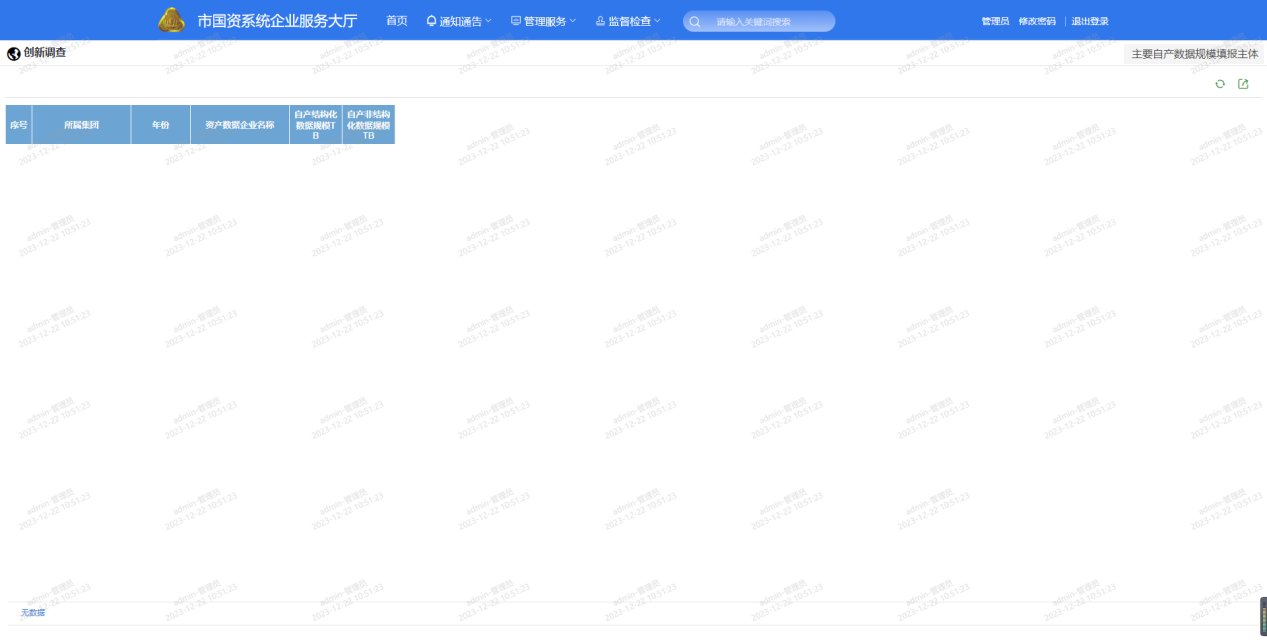 市国资系统企业服务大厅 首页 通知通告 管理服务 监督检查 请输入关键词搜索 管理员 修改密码 退出登录
创新调查 主要自产数据规模填报主体
序号 所属集团 年份 资产数据企业名称 自产结构化数据规模TB 自产非结构化数据规模TB
admin-管理员
2023-12-22 10:51:23
无数据